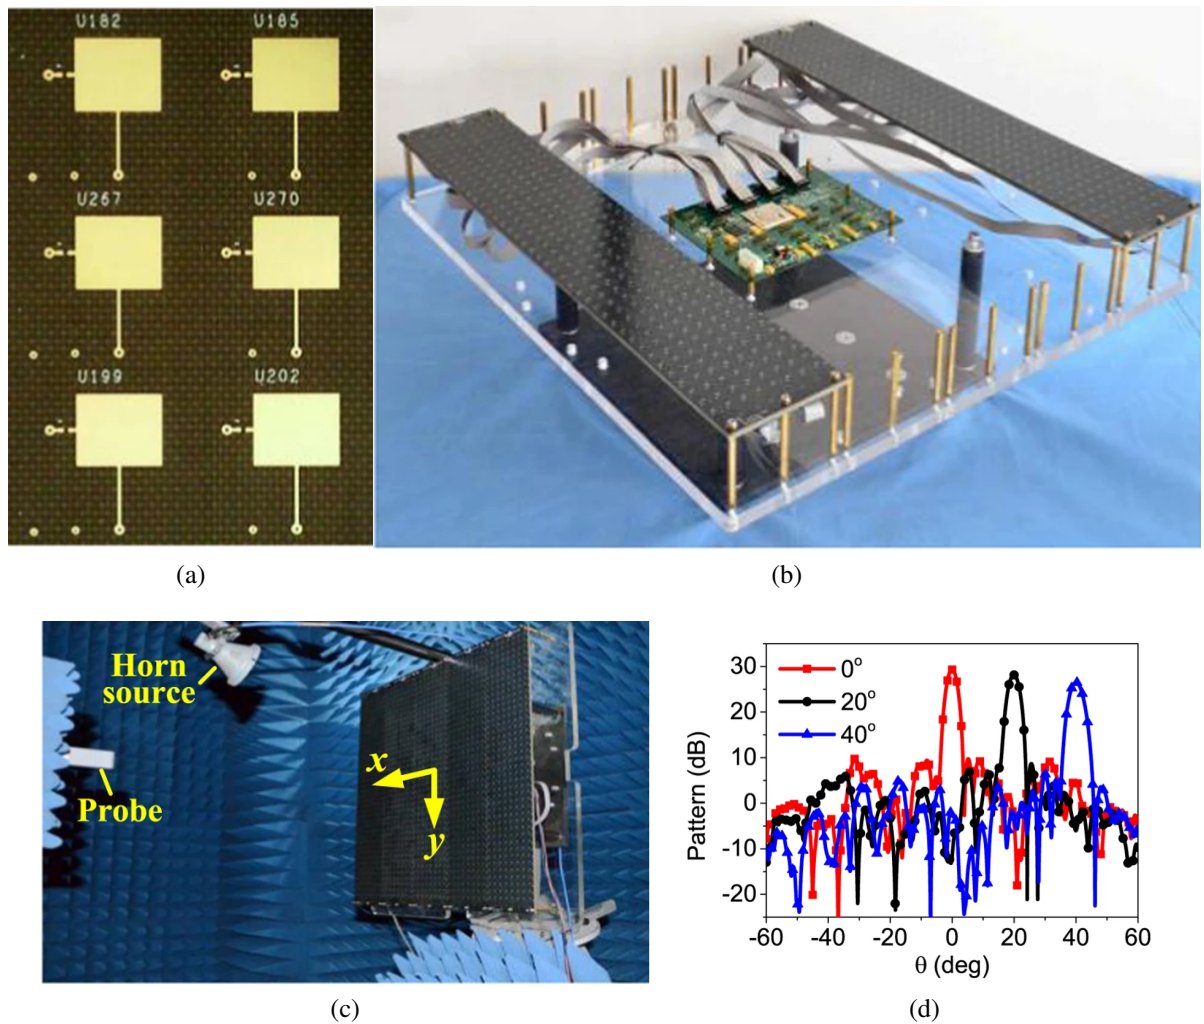 U182 U185
U267 U270
U199 U202
(a) (b)
Horn
source
Probe
x
y
(c)
Pattern (dB)
30
20
10
0
-10
-20
0°
20°
40°
-60 -40 -20 0 20 40 60
θ (deg)
(d)